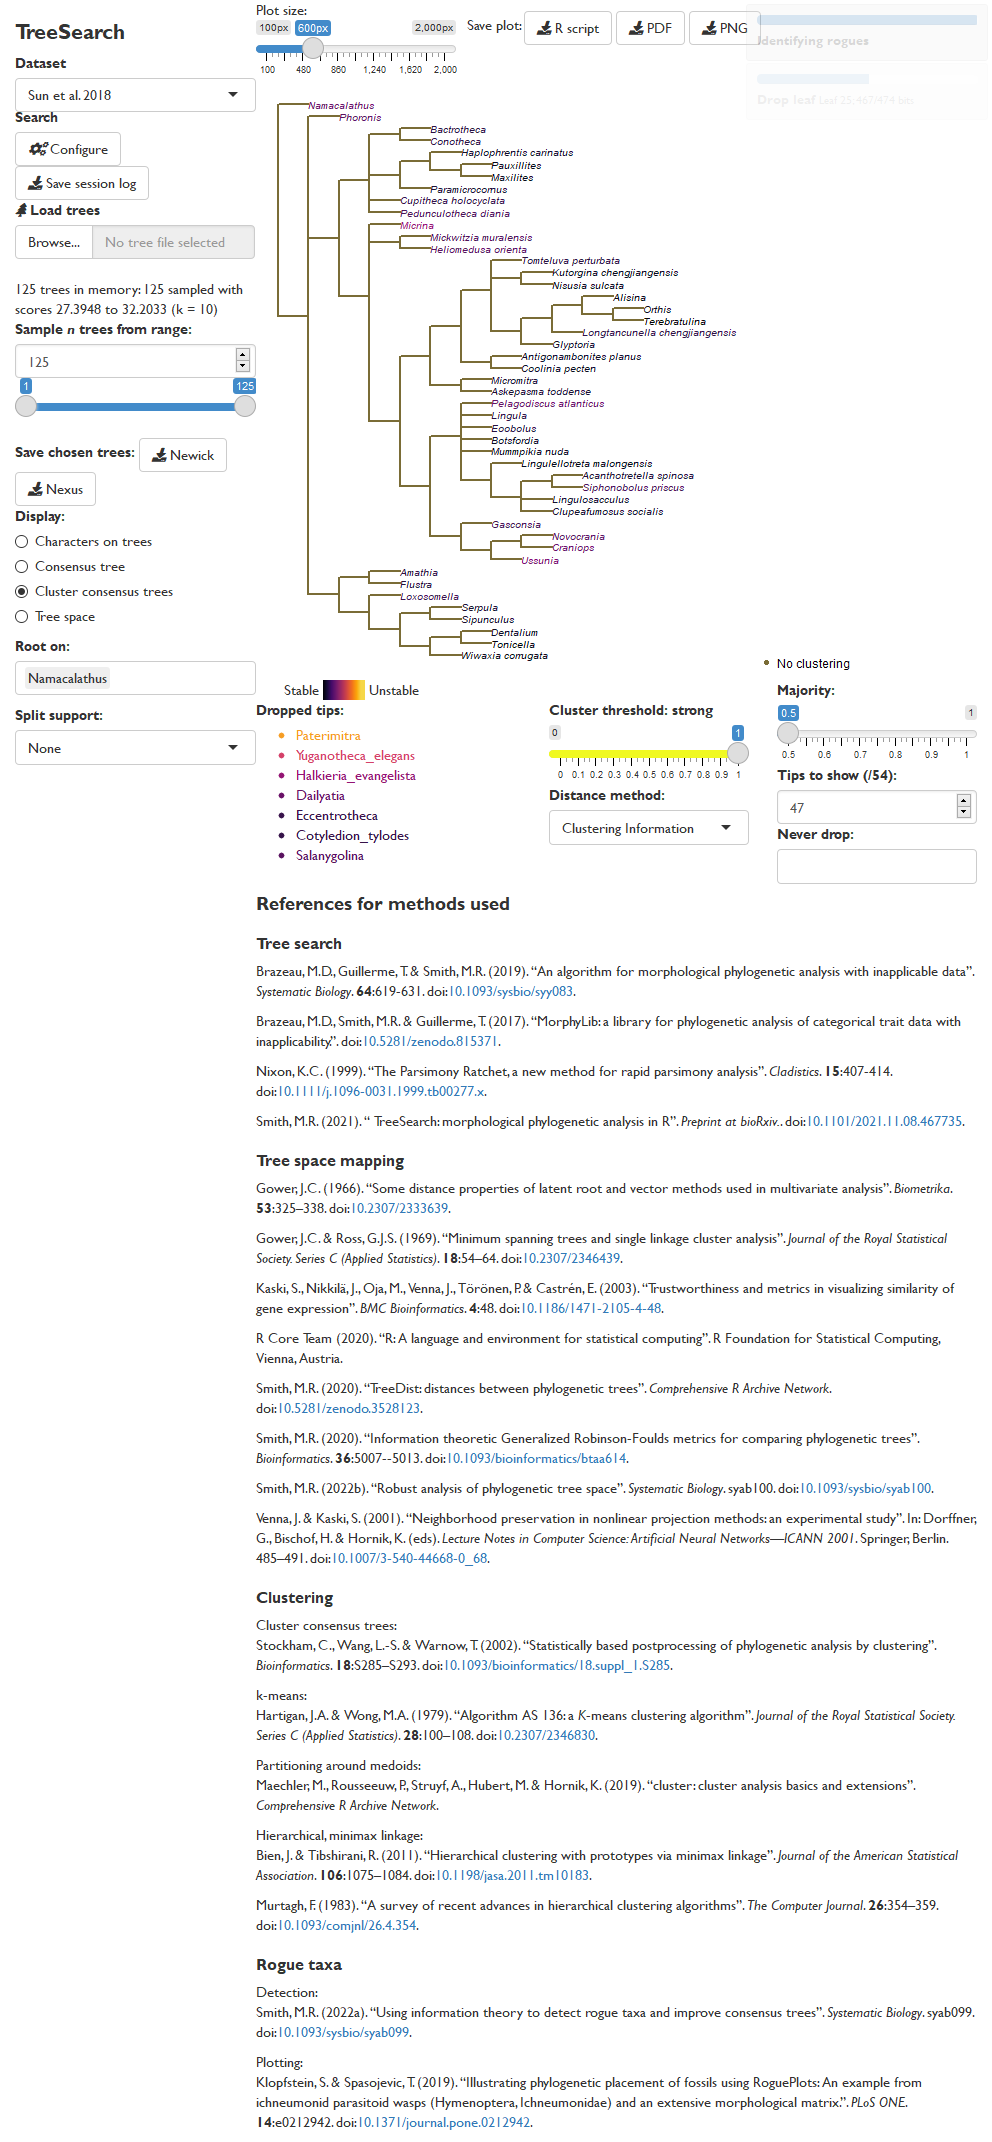 TreeSearch
Dataset
Sun et al. 2018
Search
Configure
Save session log
Load trees
Browse... No tree file selected
125 trees in memory: 125 sampled with
scores 27.3948 to 32.2033 (k = 10)
Sample n trees from range:
125
1 125
Save chosen trees: Newick
Nexus
Display:
Characters on trees
Consensus tree
Cluster consensus trees
Tree space
Root on:
Namacalathus
Split support:
None
Plot size:
100px 600px 2,000px
100 480 860 1,240 1,620 2,000
Save plot: R script PDF PNG
Identifying rogues
Drop leaf Leaf 25: 467/474 bits
Namacalathus
Phoronis
Bactrotheca
Conotheca
Haplophrentis carinatus
Pauxillites
Maxilites
Paramicrocornus
Cupitheca holocyclata
Pedunculotheca diania
Micrina
Mickwitzia muralensis
Heliomedusa orienta
Tomteluva perturbata
Kutorgina chengjiangensis
Nisusia sulcata
Alisina
Orthis
Terebratulina
Longtancunella chengjiangensis
Glyptoria
Antigonambonites planus
Coolinia pecten
Micromitra
Askepasma toddense
Pelagodiscus atlanticus
Lingula
Eoobolus
Botsfordia
Mummpikia nuda
Lingulellotreta malongensis
Acanthotretella spinosa
Siphonobolus priscus
Lingulosacculus
Clupeafumosus socialis
Gasconsia
Novocrania
Craniops
Ussunia
Amathia
Flustra
Loxosomella
Serpula
Sipunculus
Dentalium
Tonicella
Wiwaxia corrugata
Stable Unstable
Dropped tips:
Paterimitra
Yuganotheca_elegans
Halkieria_evangelista
Dailyatia
Eccentrotheca
Cotyledion_tylodes
Salanygolina
Cluster threshold: strong
0 1
0 0.1 0.2 0.3 0.4 0.5 0.6 0.7 0.8 0.9 1
Distance method:
Clustering Information
No clustering
Majority:
0.5 1
0.5 0.6 0.7 0.8 0.9 1
Tips to show (/54):
47
Never drop:
References for methods used
Tree search
Brazeau, M.D., Guillerme, T. & Smith, M.R. (2019). “An algorithm for morphological phylogenetic analysis with inapplicable data”.
Systematic Biology. 64:619-631. doi:10.1093/sysbio/syy083.
Brazeau, M.D., Smith, M.R. & Guillerme, T. (2017). “MorphyLib: a library for phylogenetic analysis of categorical trait data with
inapplicability.”. doi:10.5281/zenodo.815371.
Nixon, K.C. (1999). “The Parsimony Ratchet, a new method for rapid parsimony analysis”. Cladistics. 15:407-414.
doi:10.1111/j.1096-0031.1999.tb00277.x.
Smith, M.R. (2021). “ TreeSearch: morphological phylogenetic analysis in R”. Preprint at bioRxiv.. doi:10.1101/2021.11.08.467735.
Tree space mapping
Gower, J.C. (1966). “Some distance properties of latent root and vector methods used in multivariate analysis”. Biometrika.
53:325–338. doi:10.2307/2333639.
Gower, J.C. & Ross, G.J.S. (1969). “Minimum spanning trees and single linkage cluster analysis”. Journal of the Royal Statistical
Society. Series C (Applied Statistics). 18:54–64. doi:10.2307/2346439.
Kaski, S., Nikkilä, J., Oja, M., Venna, J., Törönen, P. & Castrén, E. (2003). “Trustworthiness and metrics in visualizing similarity of
gene expression”. BMC Bioinformatics. 4:48. doi:10.1186/1471-2105-4-48.
R Core Team (2020). “R: A language and environment for statistical computing”. R Foundation for Statistical Computing,
Vienna, Austria.
Smith, M.R. (2020). “TreeDist: distances between phylogenetic trees”. Comprehensive R Archive Network.
doi:10.5281/zenodo.3528123.
Smith, M.R. (2020). “Information theoretic Generalized Robinson-Foulds metrics for comparing phylogenetic trees”.
Bioinformatics. 36:5007--5013. doi:10.1093/bioinformatics/btaa614.
Smith, M.R. (2022b). “Robust analysis of phylogenetic tree space”. Systematic Biology. syab100. doi:10.1093/sysbio/syab100.
Venna, J. & Kaski, S. (2001). “Neighborhood preservation in nonlinear projection methods: an experimental study”. In: Dorffner,
G., Bischof, H. & Hornik, K. (eds). Lecture Notes in Computer Science: Artificial Neural Networks—ICANN 2001. Springer, Berlin.
485–491. doi:10.1007/3-540-44668-0_68.
Clustering
Cluster consensus trees:
Stockham, C., Wang, L.-S. & Warnow, T. (2002). “Statistically based postprocessing of phylogenetic analysis by clustering”.
Bioinformatics. 18:S285–S293. doi:10.1093/bioinformatics/18.suppl_1.S285.
k-means:
Hartigan, J.A. & Wong, M.A. (1979). “Algorithm AS 136: a K-means clustering algorithm”. Journal of the Royal Statistical Society.
Series C (Applied Statistics). 28:100–108. doi:10.2307/2346830.
Partitioning around medoids:
Maechler, M., Rousseeuw, P., Struyf, A., Hubert, M. & Hornik, K. (2019). “cluster: cluster analysis basics and extensions”.
Comprehensive R Archive Network.
Hierarchical, minimax linkage:
Bien, J. & Tibshirani, R. (2011). “Hierarchical clustering with prototypes via minimax linkage”. Journal of the American Statistical
Association. 106:1075–1084. doi:10.1198/jasa.2011.tm10183.
Murtagh, F. (1983). “A survey of recent advances in hierarchical clustering algorithms”. The Computer Journal. 26:354–359.
doi:10.1093/comjnl/26.4.354.
Rogue taxa
Detection:
Smith, M.R. (2022a). “Using information theory to detect rogue taxa and improve consensus trees”. Systematic Biology. syab099.
doi:10.1093/sysbio/syab099.
Plotting:
Klopfstein, S. & Spasojevic, T. (2019). “Illustrating phylogenetic placement of fossils using RoguePlots: An example from
ichneumonid parasitoid wasps (Hymenoptera, Ichneumonidae) and an extensive morphological matrix.”. PLoS ONE.
14:e0212942. doi:10.1371/journal.pone.0212942.